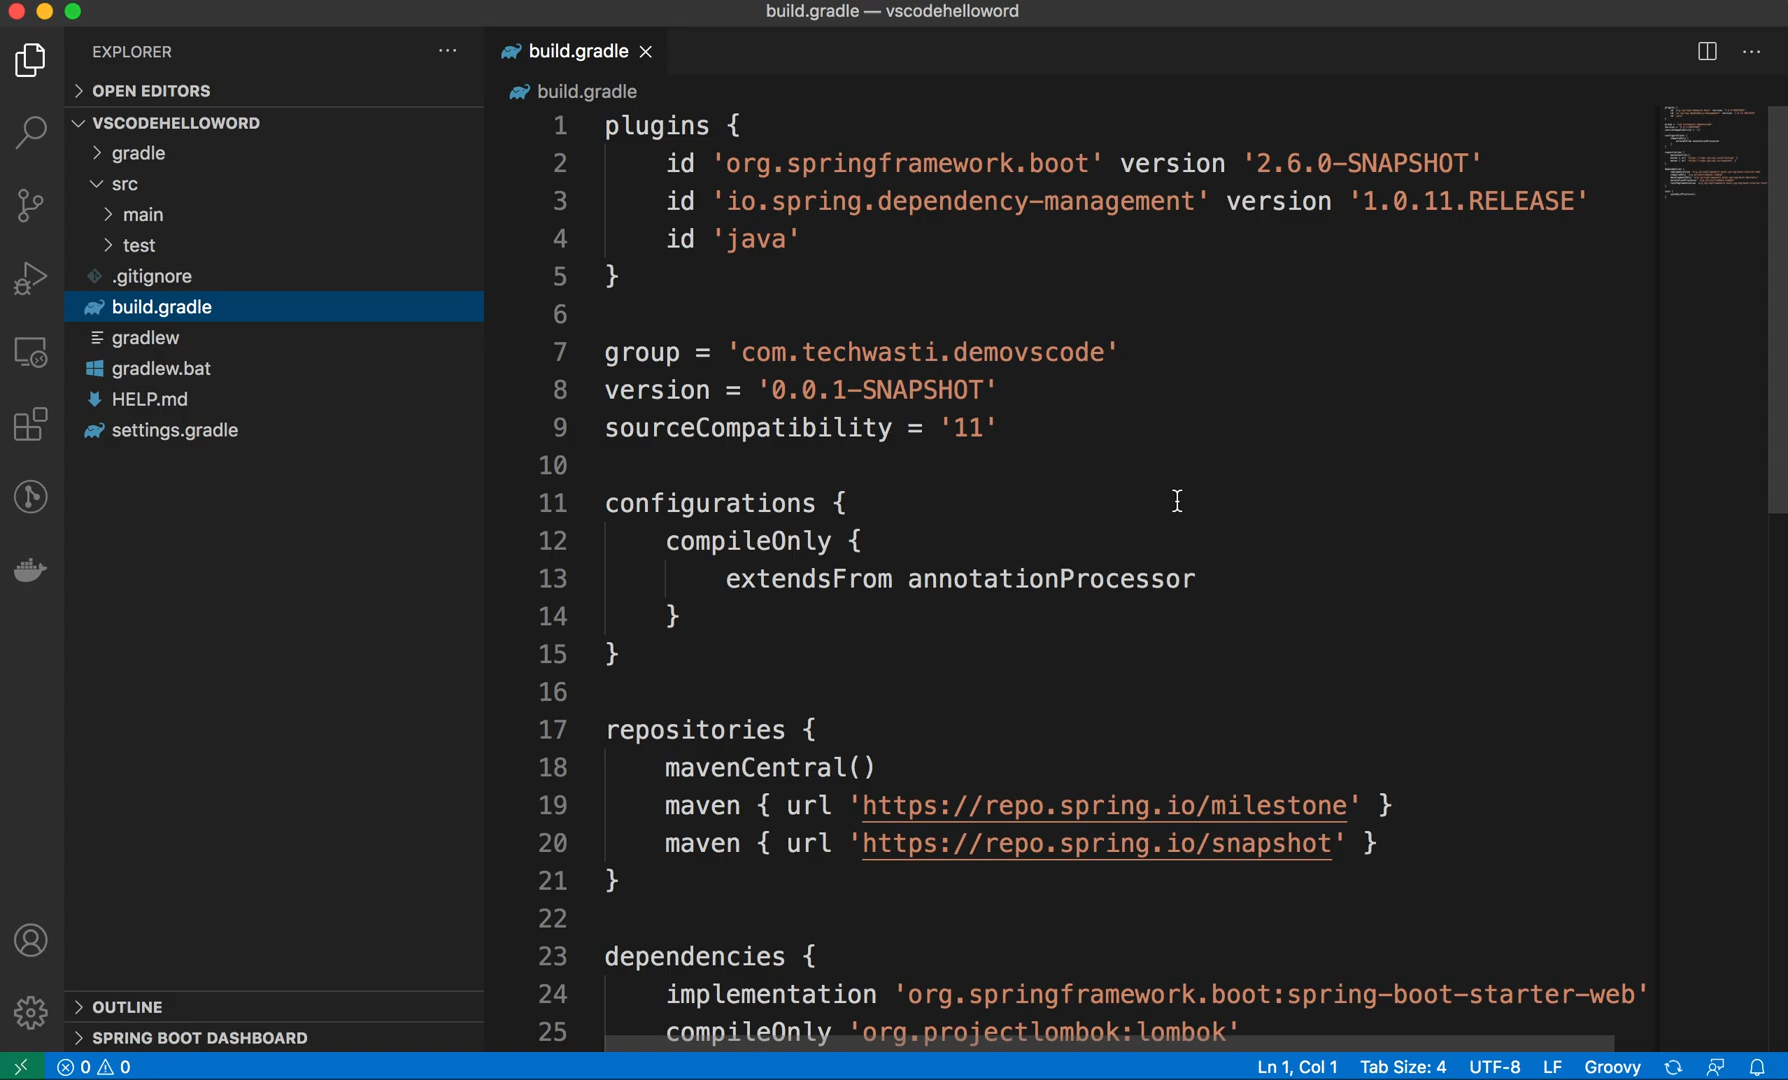 build.gradle — vscodehelloword
EXPLORER
OPEN EDITORS
VSCODEHELLOWORD
gradle
src
main
test
.gitignore
build.gradle
gradlew
gradlew.bat
HELP.md
settings.gradle
OUTLINE
SPRING BOOT DASHBOARD
build.gradle
build.gradle
1 plugins {
2 id 'org.springframework.boot' version '2.6.0-SNAPSHOT'
3 id 'io.spring.dependency-management' version '1.0.11.RELEASE'
4 id 'java'
5 }
6
7 group = 'com.techwasti.demovscode'
8 version = '0.0.1-SNAPSHOT'
9 sourceCompatibility = '11'
10
11 configurations {
12 compileOnly {
13 extendsFrom annotationProcessor
14 }
15 }
16
17 repositories {
18 mavenCentral()
19 maven { url 'https://repo.spring.io/milestone' }
20 maven { url 'https://repo.spring.io/snapshot' }
21 }
22
23 dependencies {
24 implementation 'org.springframework.boot:spring-boot-starter-web'
25 compileOnly 'org.projectlombok:lombok'
0 0 Ln 1, Col 1 Tab Size: 4 UTF-8 LF Groovy